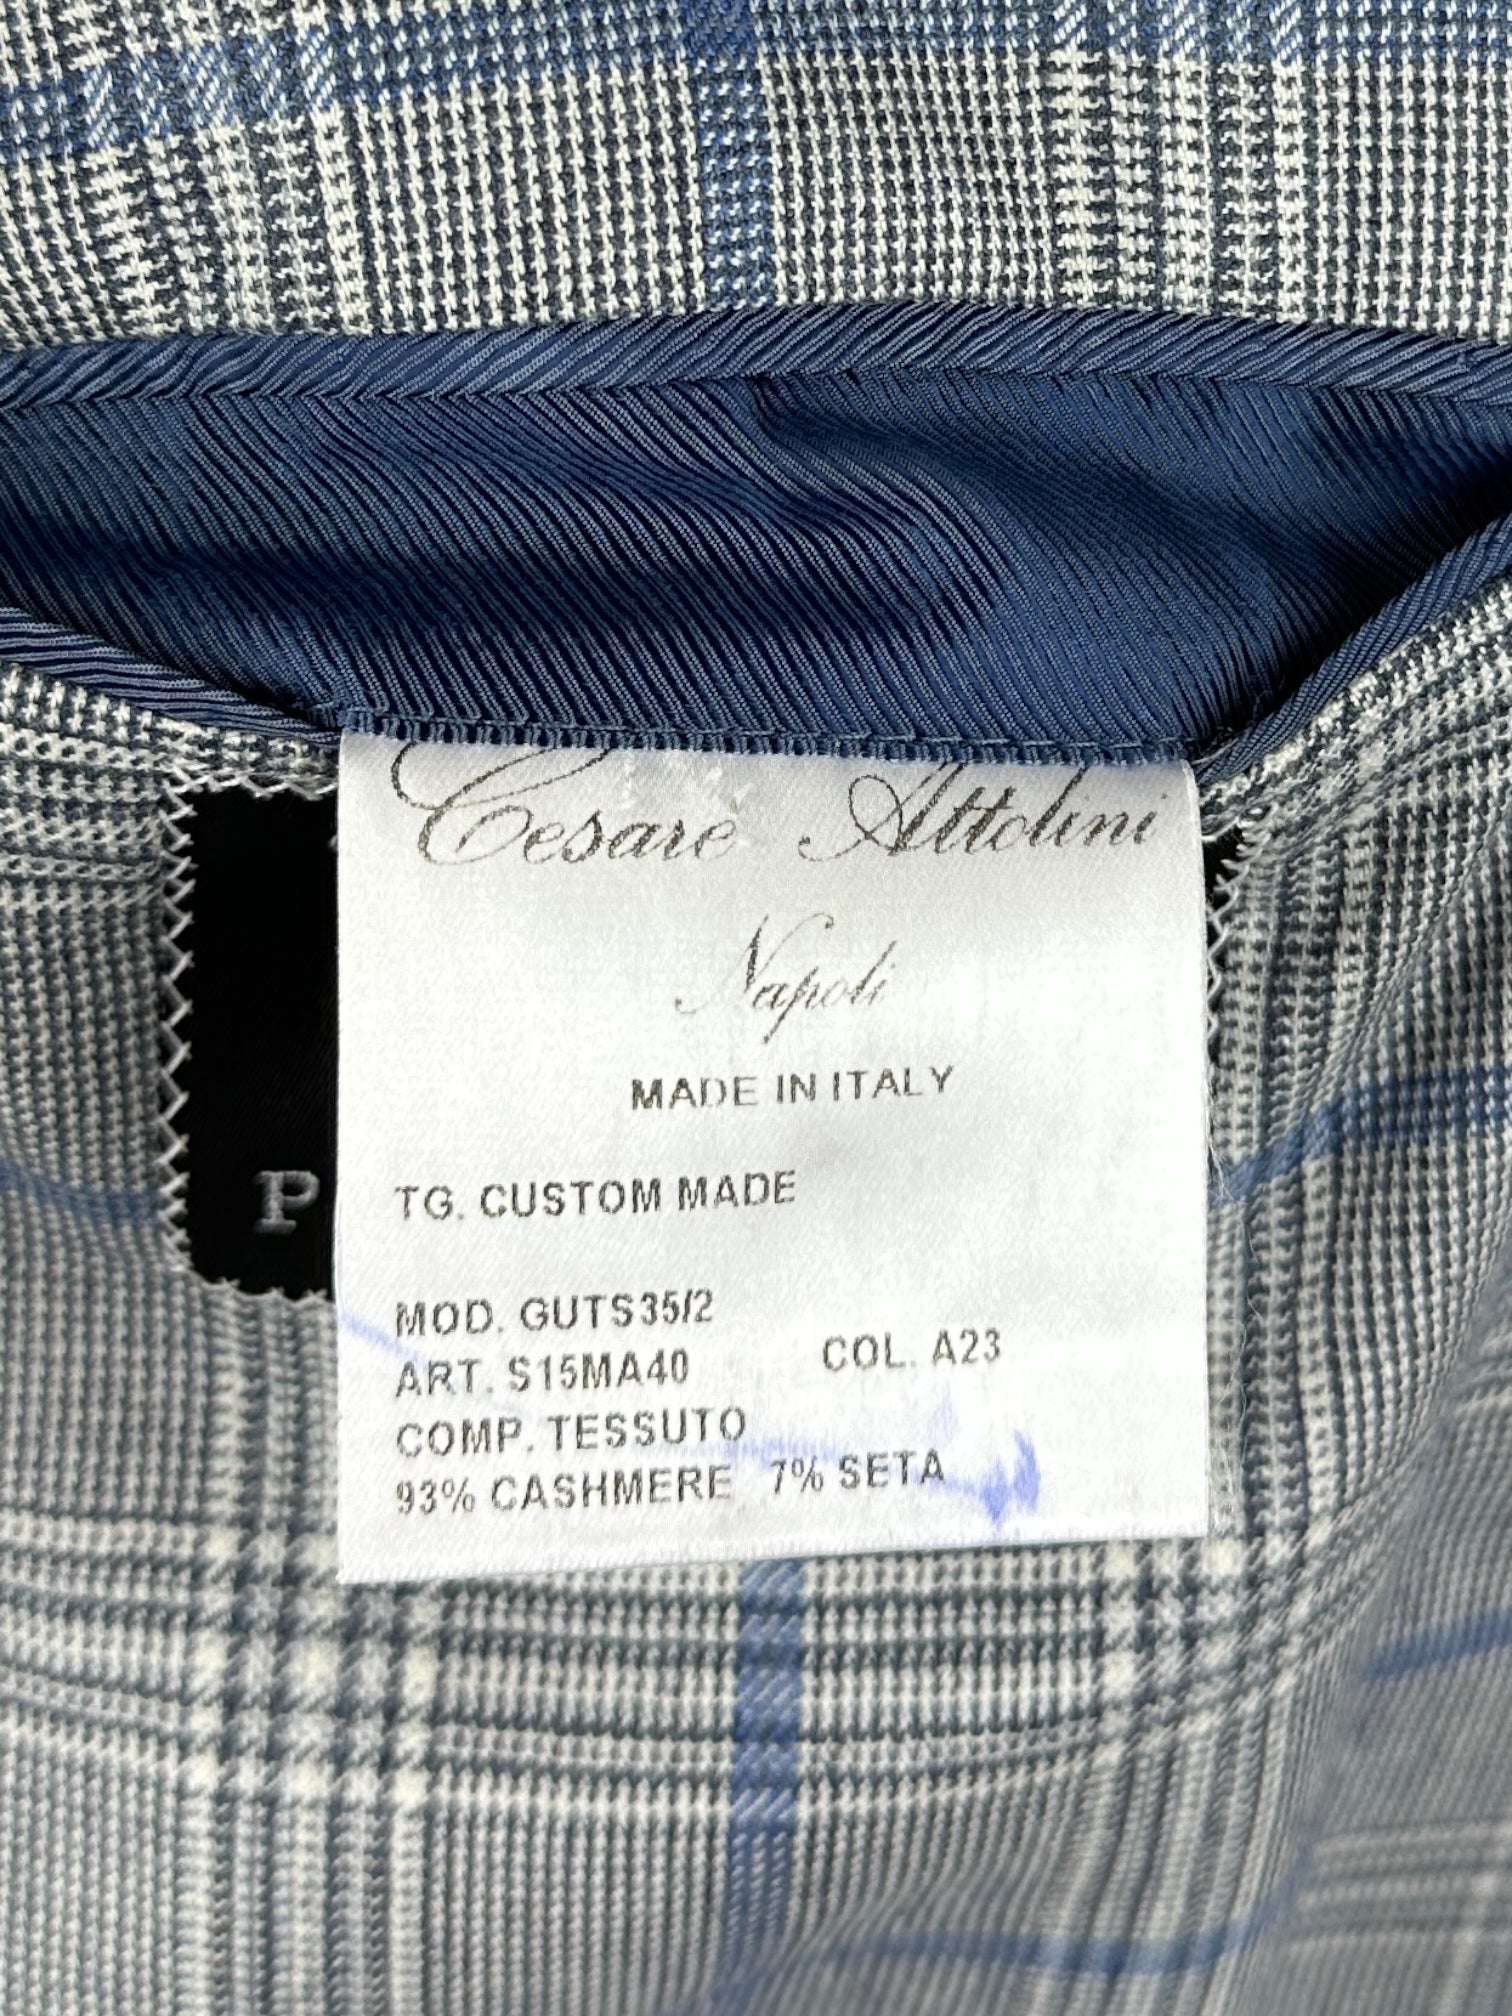 Cesare Attolini
Napoli
MADE IN ITALY
TG. CUSTOM MADE
P
MOD. GUTS35/2
ART. S15MA40 COL. A23
COMP. TESSUTO
93% CASHMERE 7% SETA